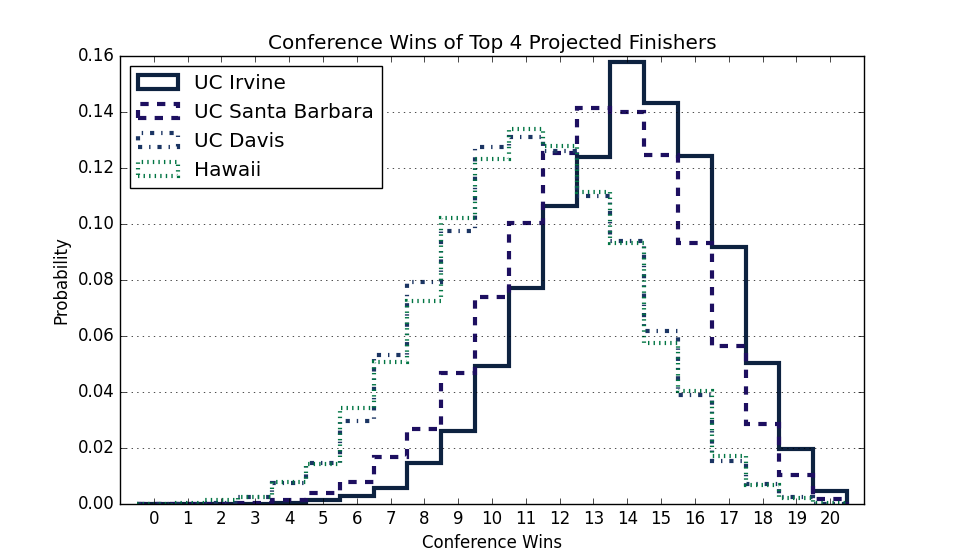 Conference Wins of Top 4 Projected Finishers
UC Irvine
UC Santa Barbara
UC Davis
Hawaii
Probability
0.16
0.14
0.12
0.10
0.08
0.06
0.04
0.02
0.00
0 1 2 3 4 5 6 7 8 9 10 11 12 13 14 15 16 17 18 19 20
Conference Wins